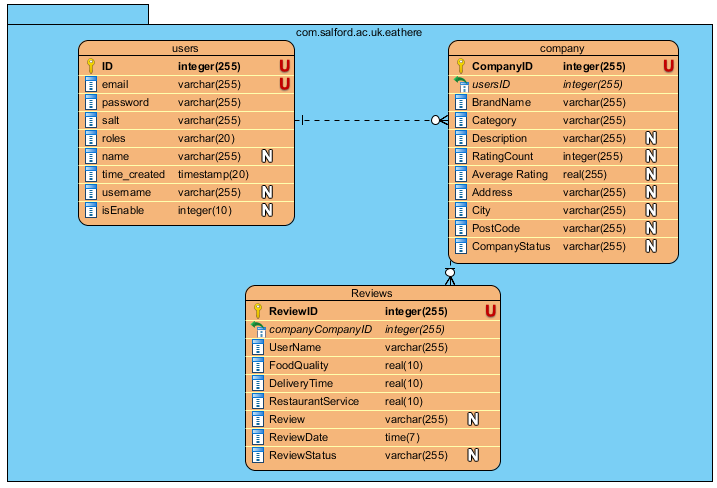 com.salford.ac.uk.eathere
users
ID integer(255) U
email varchar(255) U
password varchar(255)
salt varchar(255)
roles varchar(20)
name varchar(255) N
time_created timestamp(20)
username varchar(255) N
isEnable integer(10) N
company
CompanyID integer(255) U
usersID integer(255)
BrandName varchar(255)
Category varchar(255)
Description varchar(255) N
RatingCount integer(255) N
Average Rating real(255) N
Address varchar(255) N
City varchar(255) N
PostCode varchar(255) N
CompanyStatus varchar(255) N
Reviews
ReviewID integer(255) U
companyCompanyID integer(255)
UserName varchar(255)
FoodQuality real(10)
DeliveryTime real(10)
RestaurantService real(10)
Review varchar(255) N
ReviewDate time(7)
ReviewStatus varchar(255) N